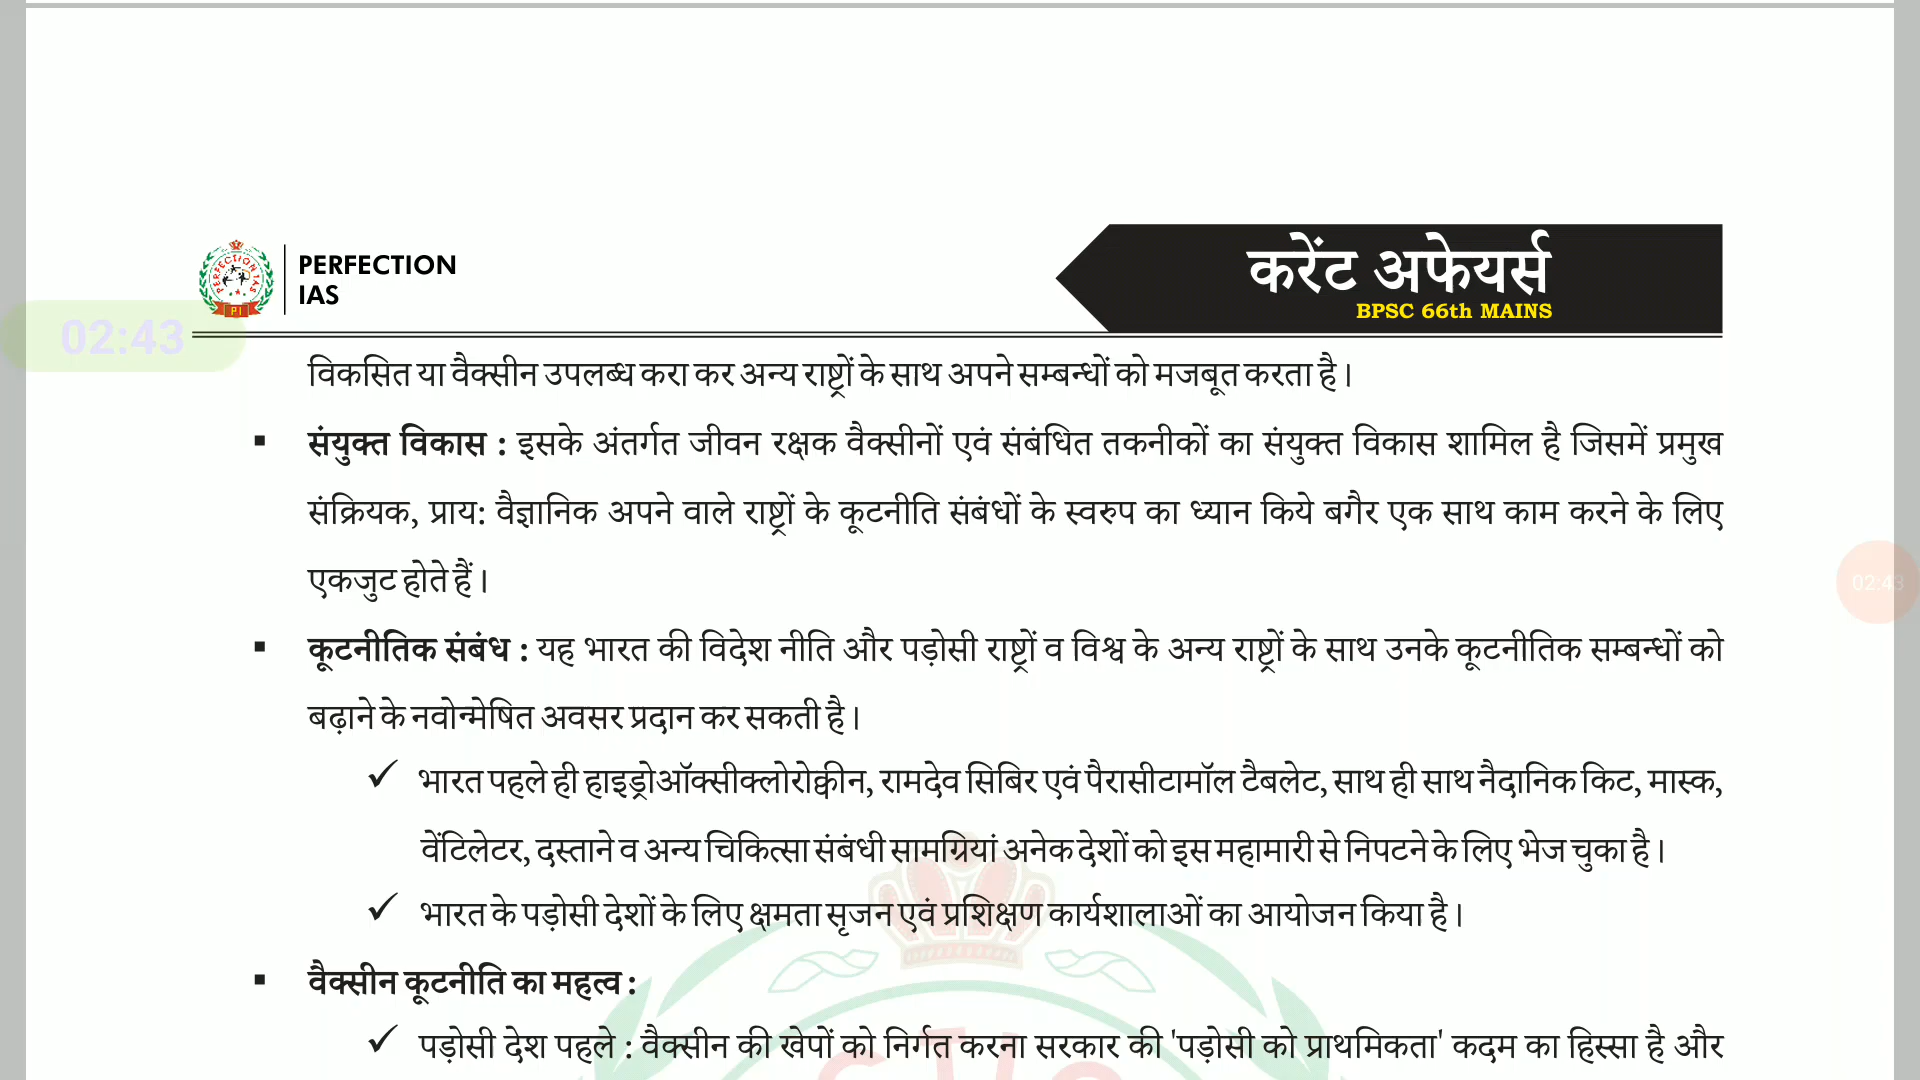 PERFECTION
IAS
करेंट अफेयर्स
BPSC 66th MAINS
02:43
विकसित या वैक्सीन उपलब्ध करा कर अन्य राष्ट्रों के साथ अपने सम्बन्धों को मजबूत करता है।
▪ संयुक्त विकास : इसके अंतर्गत जीवन रक्षक वैक्सीनों एवं संबंधित तकनीकों का संयुक्त विकास शामिल है जिसमें प्रमुख
संक्रियक, प्राय: वैज्ञानिक अपने वाले राष्ट्रों के कूटनीति संबंधों के स्वरुप का ध्यान किये बगैर एक साथ काम करने के लिए
एकजुट होते हैं।
02:43
▪ कूटनीतिक संबंध : यह भारत की विदेश नीति और पड़ोसी राष्ट्रों व विश्व के अन्य राष्ट्रों के साथ उनके कूटनीतिक सम्बन्धों को
बढ़ाने के नवोन्मेषित अवसर प्रदान कर सकती है।
✓ भारत पहले ही हाइड्रोऑक्सीक्लोरोक्वीन, रामदेव सिबिर एवं पैरासीटामॉल टैबलेट, साथ ही साथ नैदानिक किट, मास्क,
वेंटिलेटर, दस्ताने व अन्य चिकित्सा संबंधी सामग्रियां अनेक देशों को इस महामारी से निपटने के लिए भेज चुका है।
✓ भारत के पड़ोसी देशों के लिए क्षमता सृजन एवं प्रशिक्षण कार्यशालाओं का आयोजन किया है।
▪ वैक्सीन कूटनीति का महत्व :
✓ पड़ोसी देश पहले : वैक्सीन की खेपों को निर्गत करना सरकार की 'पड़ोसी को प्राथमिकता' कदम का हिस्सा है और